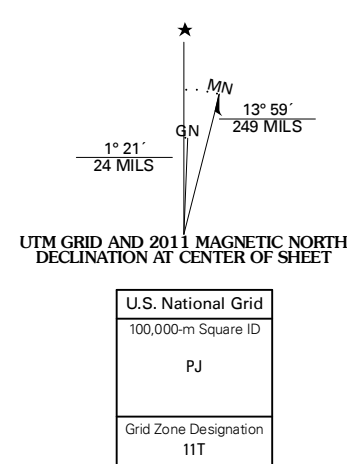 ★
MN
GN
13° 59´
249 MILS
1° 21´
24 MILS
UTM GRID AND 2011 MAGNETIC NORTH
DECLINATION AT CENTER OF SHEET
U.S. National Grid
100,000-m Square ID
PJ
Grid Zone Designation
11T